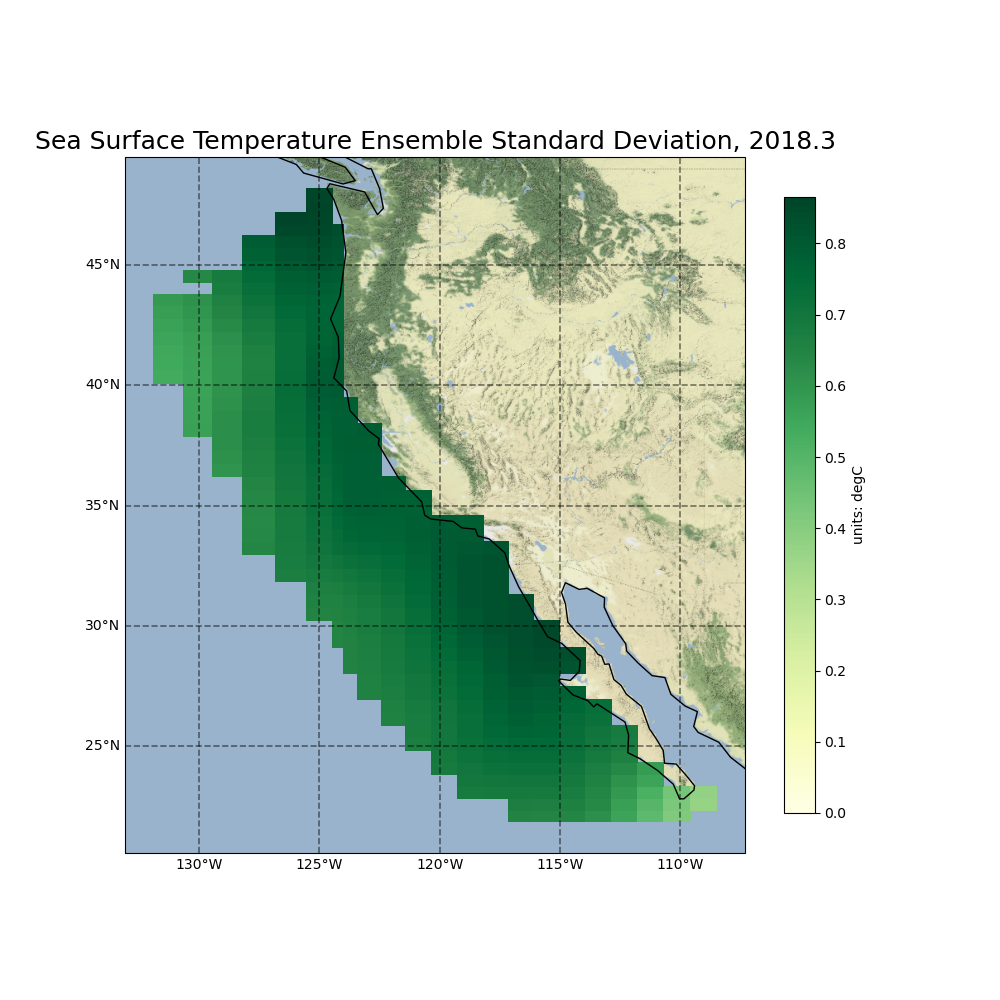 Sea Surface Temperature Ensemble Standard Deviation, 2018.3
45°N
40°N
35°N
30°N
25°N
130°W
125°W
120°W
115°W
110°W
0.8
0.7
0.6
0.5
0.4
0.3
0.2
0.1
0.0
units: degC